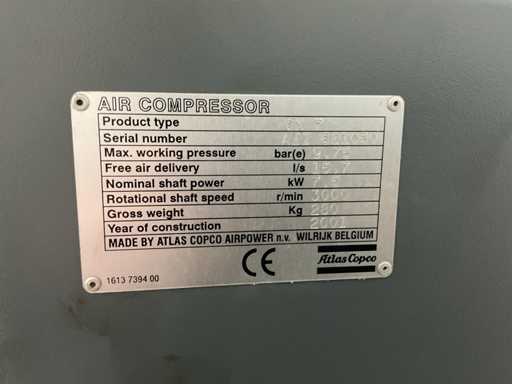 AIR COMPRESSOR
Product type
Serial number
Max. working pressure bar(e)
Free air delivery l/s
Nominal shaft power kW
Rotational shaft speed r/min
Gross weight Kg
Year of construction
MADE BY ATLAS COPCO AIRPOWER n.v. WILRIJK BELGIUM
CE
Atlas Copco
1613 7394 00